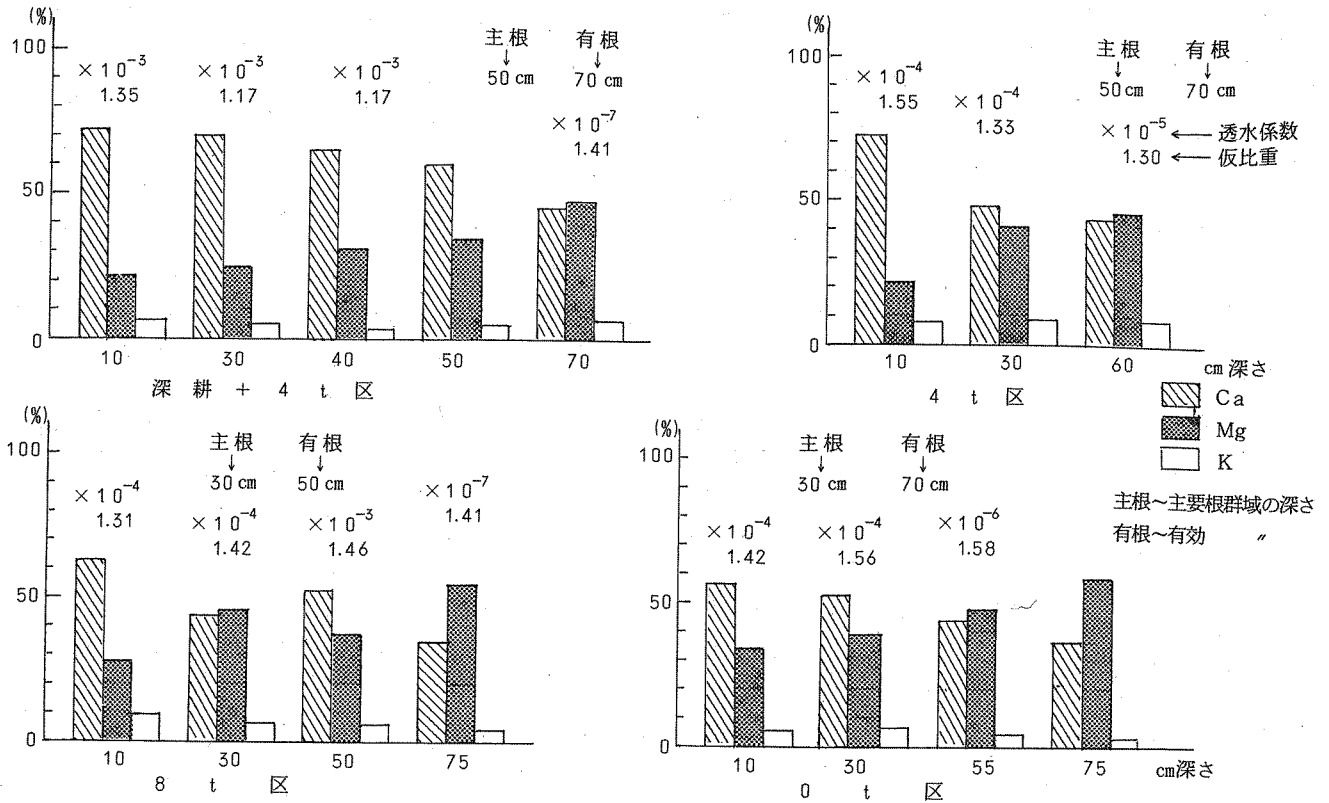 (%)
100
50
0
主根 有根
↓ ↓
50 cm 70 cm
× 10⁻³ × 10⁻³ × 10⁻³ × 10⁻⁷
1.35 1.17 1.17 1.41
10 30 40 50 70
深 耕 + 4 t 区
(%)
100
50
0
主根 有根
↓ ↓
50 cm 70 cm
× 10⁻⁴ × 10⁻⁴ × 10⁻⁵ ← 透水係数
1.55 1.33 1.30 ← 仮比重
10 30 60 cm 深さ
4 t 区
Ca
Mg
K
主根~主要根群域の深さ
有根~有効 〃
(%)
100
50
0
主根 有根
↓ ↓
30 cm 50 cm
× 10⁻⁴ × 10⁻⁴ × 10⁻³ × 10⁻⁷
1.31 1.42 1.46 1.41
10 30 50 75
8 t 区
(%)
100
50
0
主根 有根
↓ ↓
30 cm 70 cm
× 10⁻⁴ × 10⁻⁴ × 10⁻⁶
1.42 1.56 1.58
10 30 55 75 cm深さ
0 t 区